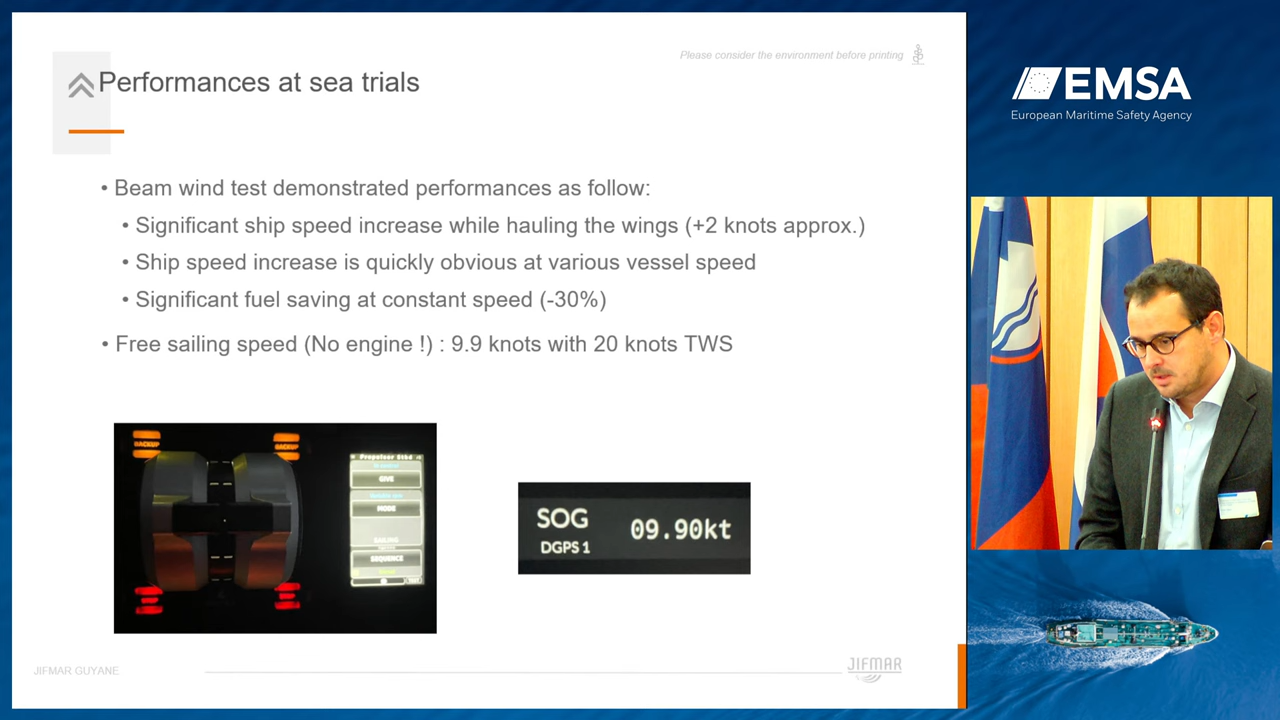 Please consider the environment before printing
Performances at sea trials
• Beam wind test demonstrated performances as follow:
• Significant ship speed increase while hauling the wings (+2 knots approx.)
• Ship speed increase is quickly obvious at various vessel speed
• Significant fuel saving at constant speed (-30%)
• Free sailing speed (No engine !) : 9.9 knots with 20 knots TWS
BACKUP
BACKUP
Propulsor Stbd
GIVE
MODE
SAILING
SEQUENCE
SOG
DGPS 1
09.90kt
JIFMAR GUYANE
JIFMAR
EMSA
European Maritime Safety Agency